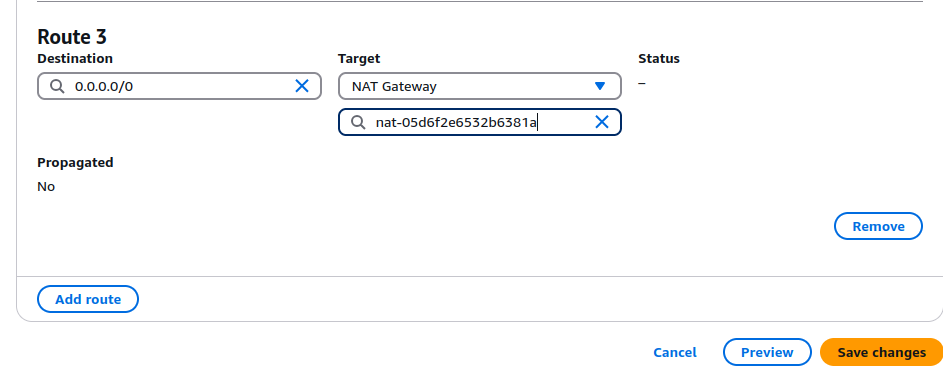 Route 3
Destination
Target
Status
0.0.0.0/0
NAT Gateway
–
nat-05d6f2e6532b6381a
Propagated
No
Remove
Add route
Cancel
Preview
Save changes